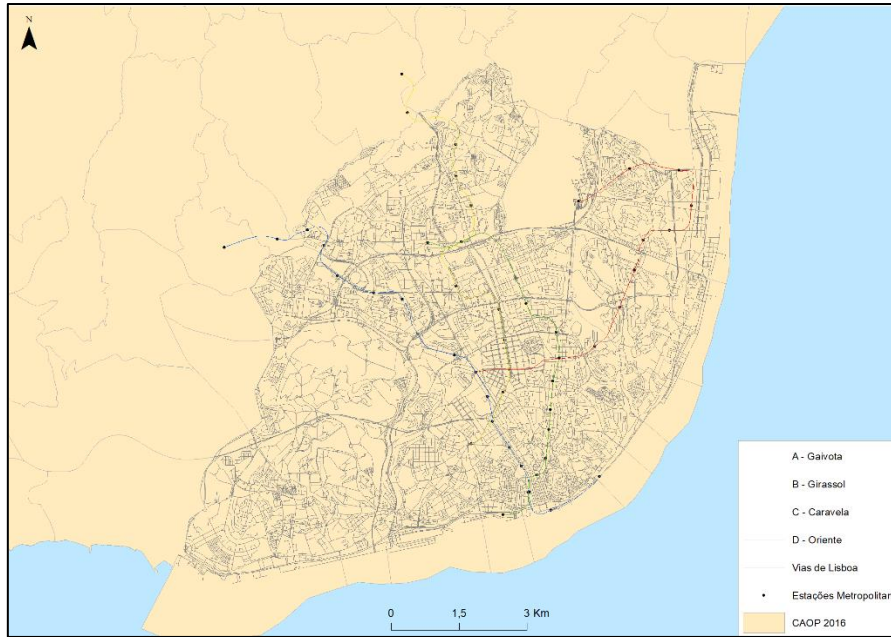 N
A - Gaivota
B - Girassol
C - Caravela
D - Oriente
Vias de Lisboa
Estações Metropolitan
CAOP 2016
0 1,5 3 Km